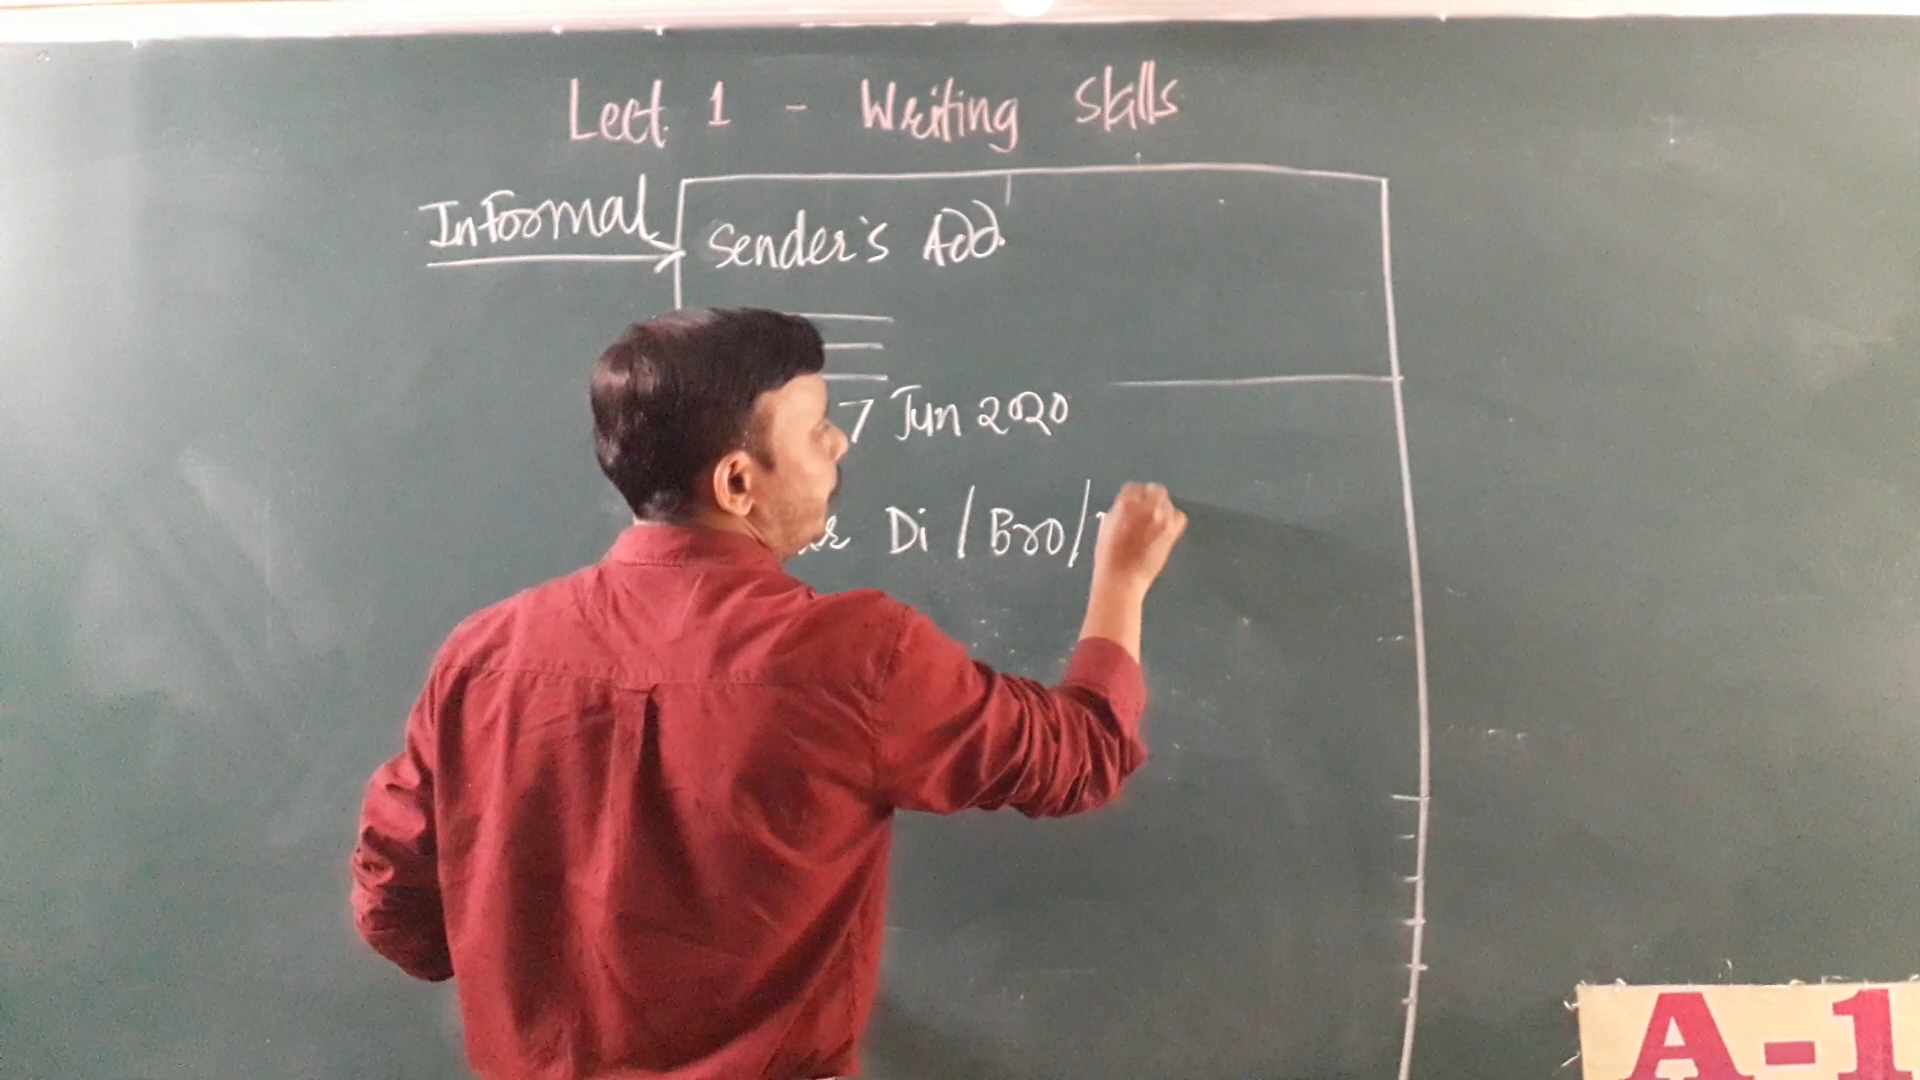 Lect. 1 - Writing Skills
Informal
Sender's Add.
7 Jun 2020
Di / Bro /
A-1